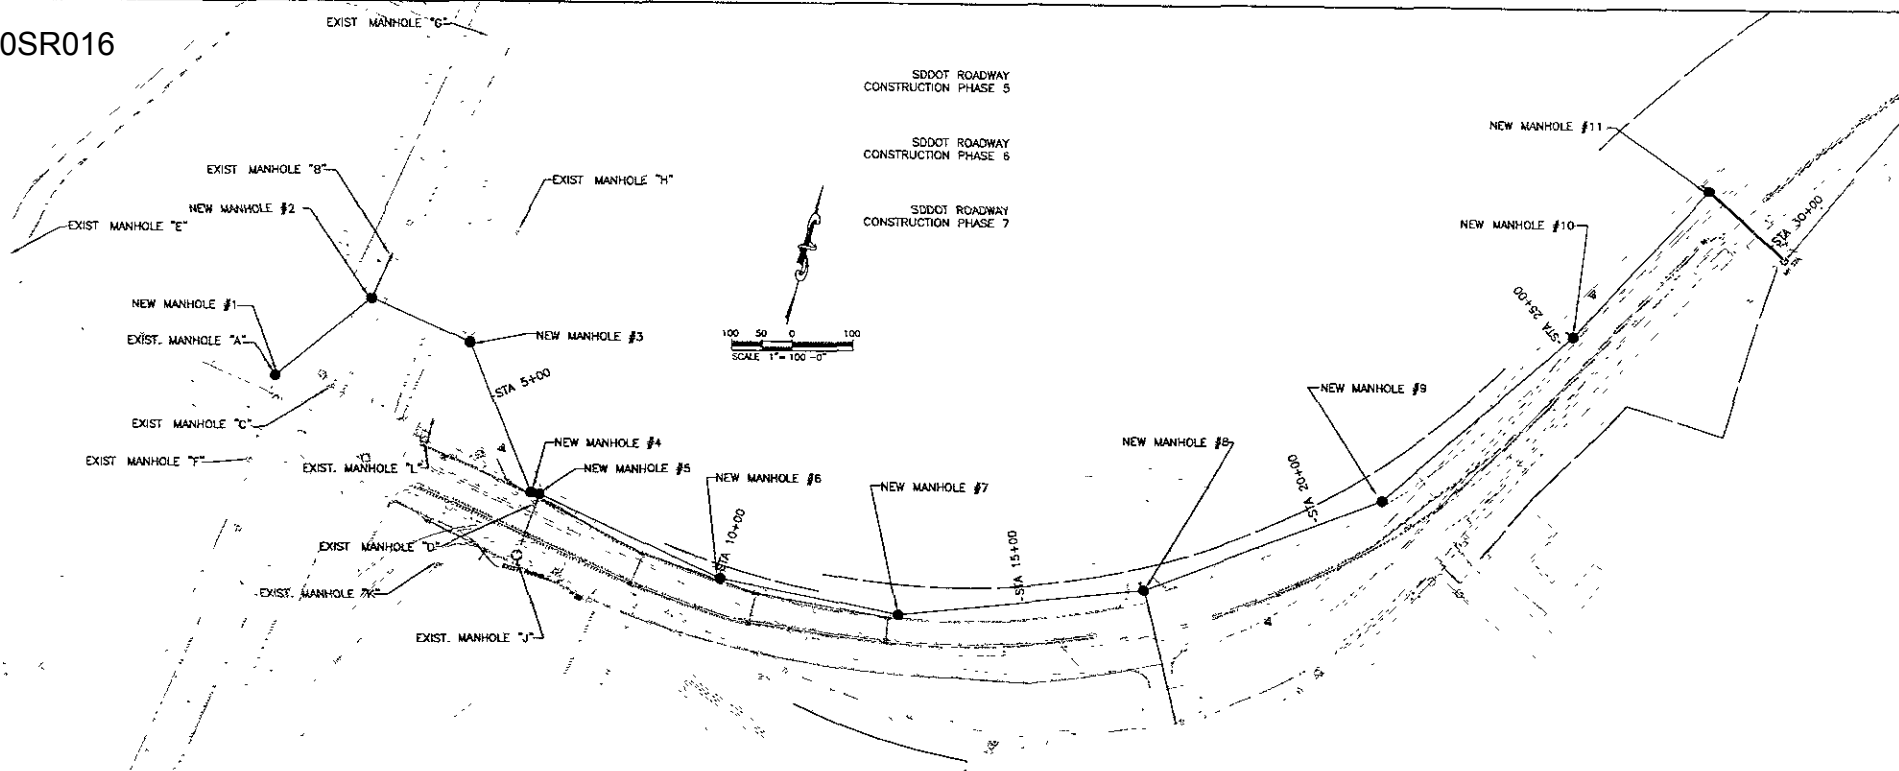 EXIST MANHOLE "G"
0SR016
SDDOT ROADWAY
CONSTRUCTION PHASE 5
NEW MANHOLE #11
SDDOT ROADWAY
CONSTRUCTION PHASE 6
EXIST MANHOLE "B"
EXIST MANHOLE "H"
NEW MANHOLE #2
SDDOT ROADWAY
CONSTRUCTION PHASE 7
EXIST MANHOLE "E"
NEW MANHOLE #10
STA 30+00
NEW MANHOLE #1
STA 25+00
EXIST. MANHOLE "A"
NEW MANHOLE #3
100 50 0 100
SCALE 1"= 100 -0"
STA 5+00
NEW MANHOLE #9
EXIST MANHOLE "C"
NEW MANHOLE #4
NEW MANHOLE #8
EXIST MANHOLE "F"
EXIST. MANHOLE "L"
NEW MANHOLE #5
NEW MANHOLE #6
NEW MANHOLE #7
STA 20+00
STA 10+00
EXIST MANHOLE "D"
STA 15+00
EXIST. MANHOLE "K"
EXIST. MANHOLE "J"